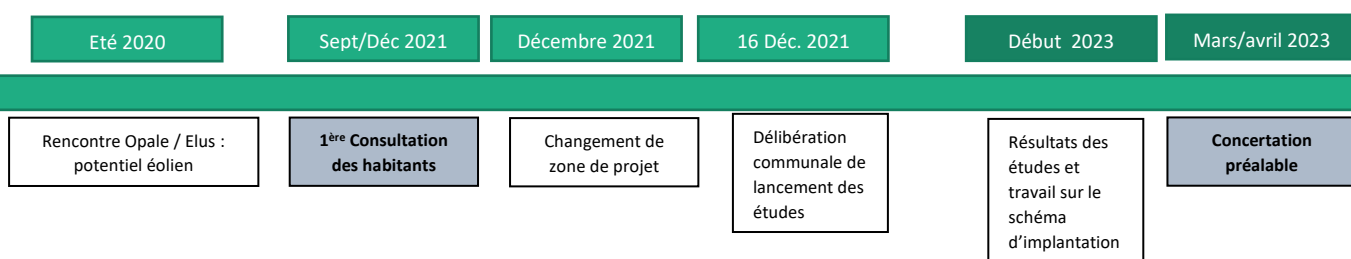 Eté 2020
Sept/Déc 2021
Décembre 2021
16 Déc. 2021
Début 2023
Mars/avril 2023
Rencontre Opale / Elus :
potentiel éolien
1ère Consultation
des habitants
Changement de
zone de projet
Délibération
communale de
lancement des
études
Résultats des
études et
travail sur le
schéma
d'implantation
Concertation
préalable